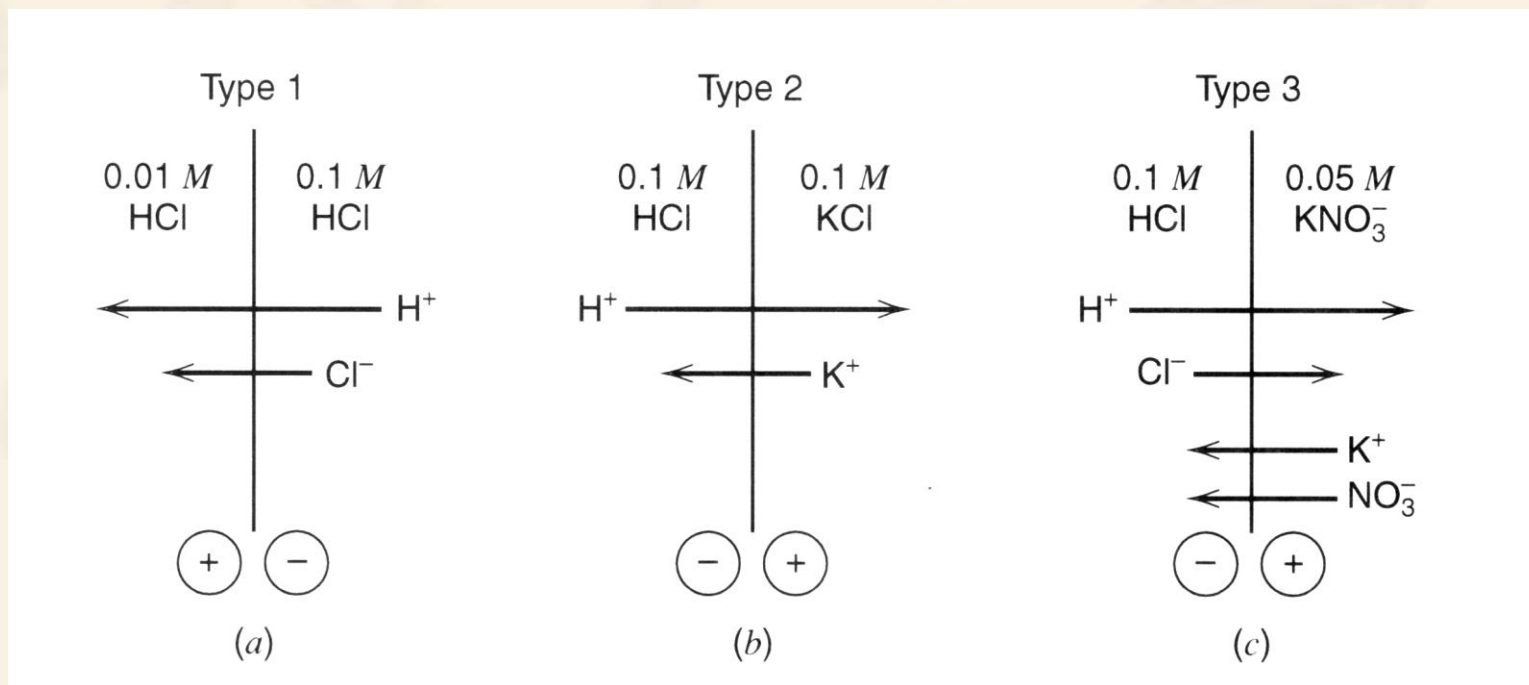 Type 1
0.01 M
HCl
0.1 M
HCl
H⁺
Cl⁻
+
−
(a)
Type 2
0.1 M
HCl
0.1 M
KCl
H⁺
K⁺
−
+
(b)
Type 3
0.1 M
HCl
0.05 M
KNO₃⁻
H⁺
Cl⁻
K⁺
NO₃⁻
−
+
(c)